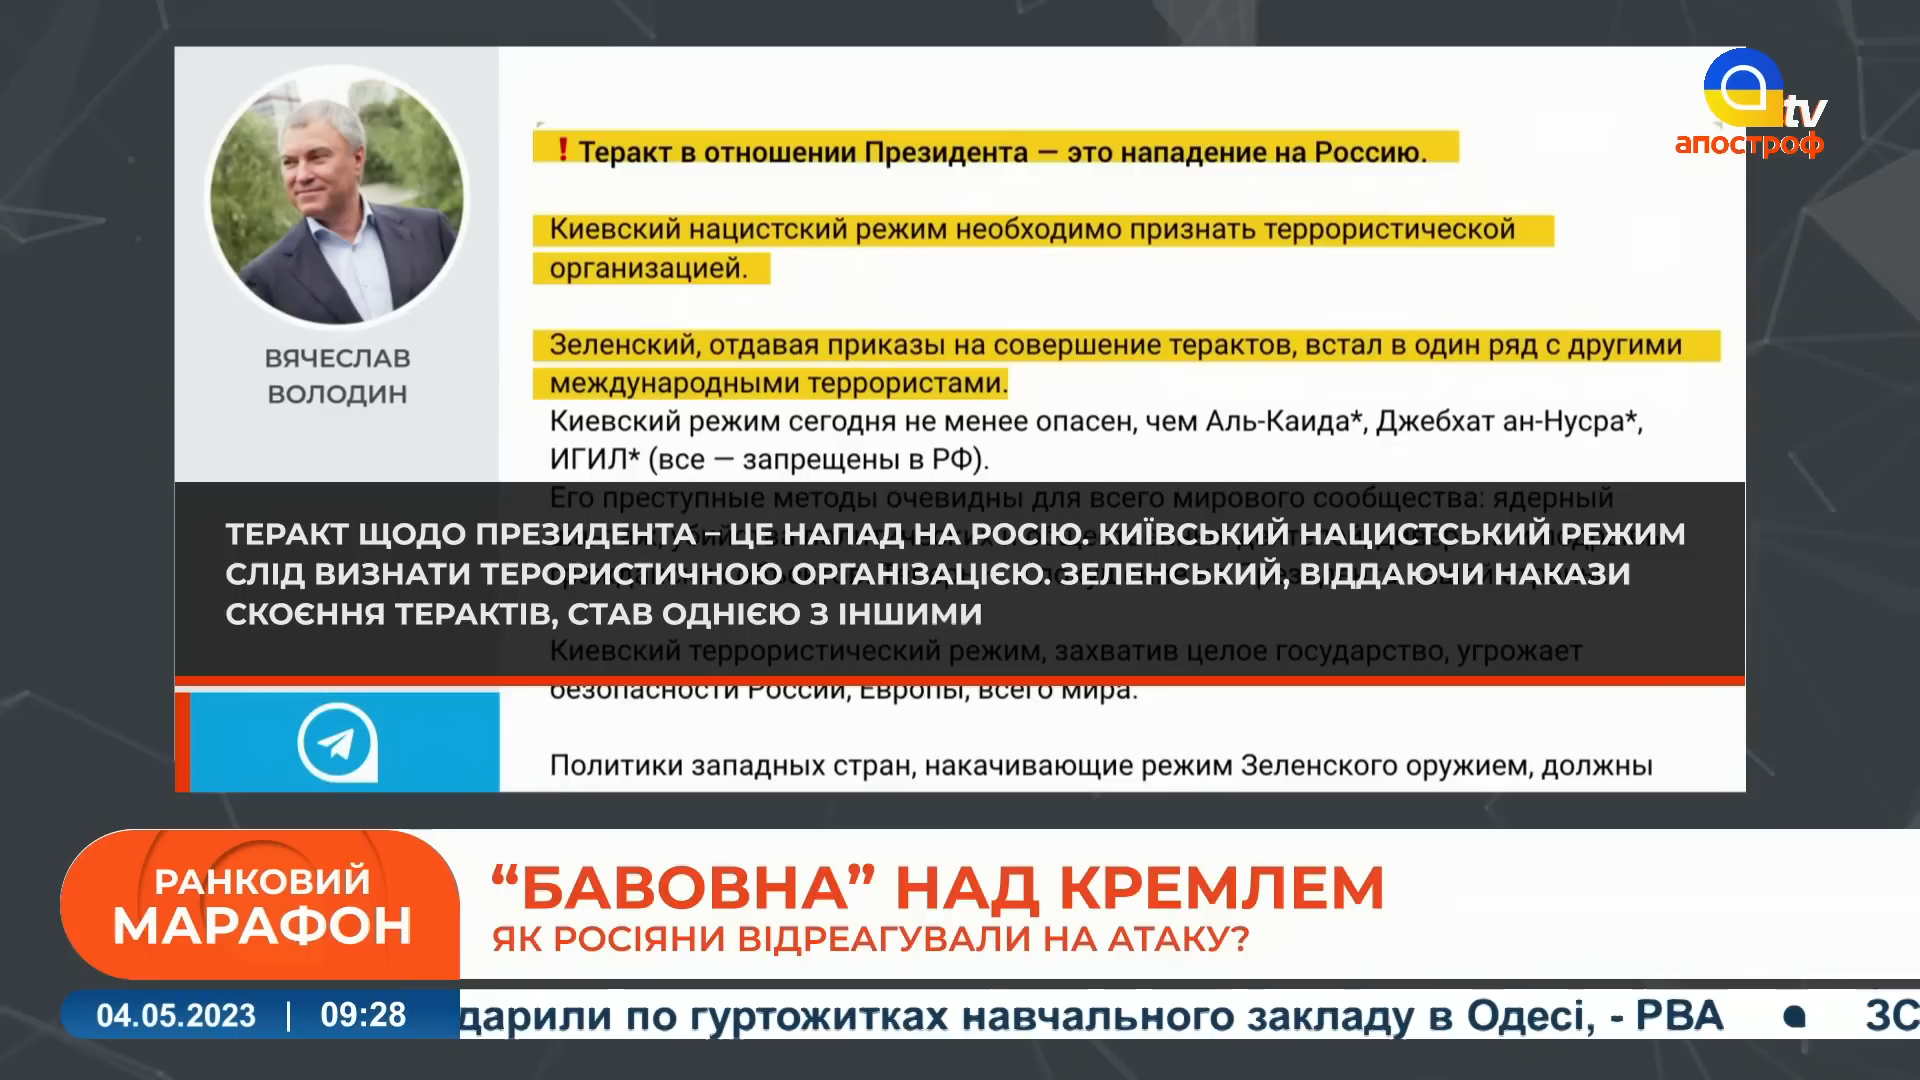 tv
апостроф
ВЯЧЕСЛАВ
ВОЛОДИН
! Теракт в отношении Президента — это нападение на Россию.
Киевский нацистский режим необходимо признать террористической
организацией.
Зеленский, отдавая приказы на совершение терактов, встал в один ряд с другими
международными террористами.
Киевский режим сегодня не менее опасен, чем Аль-Каида*, Джебхат ан-Нусра*,
ИГИЛ* (все — запрещены в РФ).
Его преступные методы очевидны для всего мирового сообщества: ядерный
ТЕРАКТ ЩОДО ПРЕЗИДЕНТА – ЦЕ НАПАД НА РОСІЮ. КИЇВСЬКИЙ НАЦИСТСЬКИЙ РЕЖИМ
СЛІД ВИЗНАТИ ТЕРОРИСТИЧНОЮ ОРГАНІЗАЦІЄЮ. ЗЕЛЕНСЬКИЙ, ВІДДАЮЧИ НАКАЗИ
СКОЄННЯ ТЕРАКТІВ, СТАВ ОДНІЄЮ З ІНШИМИ
Киевский террористический режим, захватив целое государство, угрожает
безопасности России, Европы, всего мира.
Политики западных стран, накачивающие режим Зеленского оружием, должны
РАНКОВИЙ
МАРАФОН
“БАВОВНА” НАД КРЕМЛЕМ
ЯК РОСІЯНИ ВІДРЕАГУВАЛИ НА АТАКУ?
04.05.2023 | 09:28
дарили по гуртожитках навчального закладу в Одесі, - РВА • ЗС